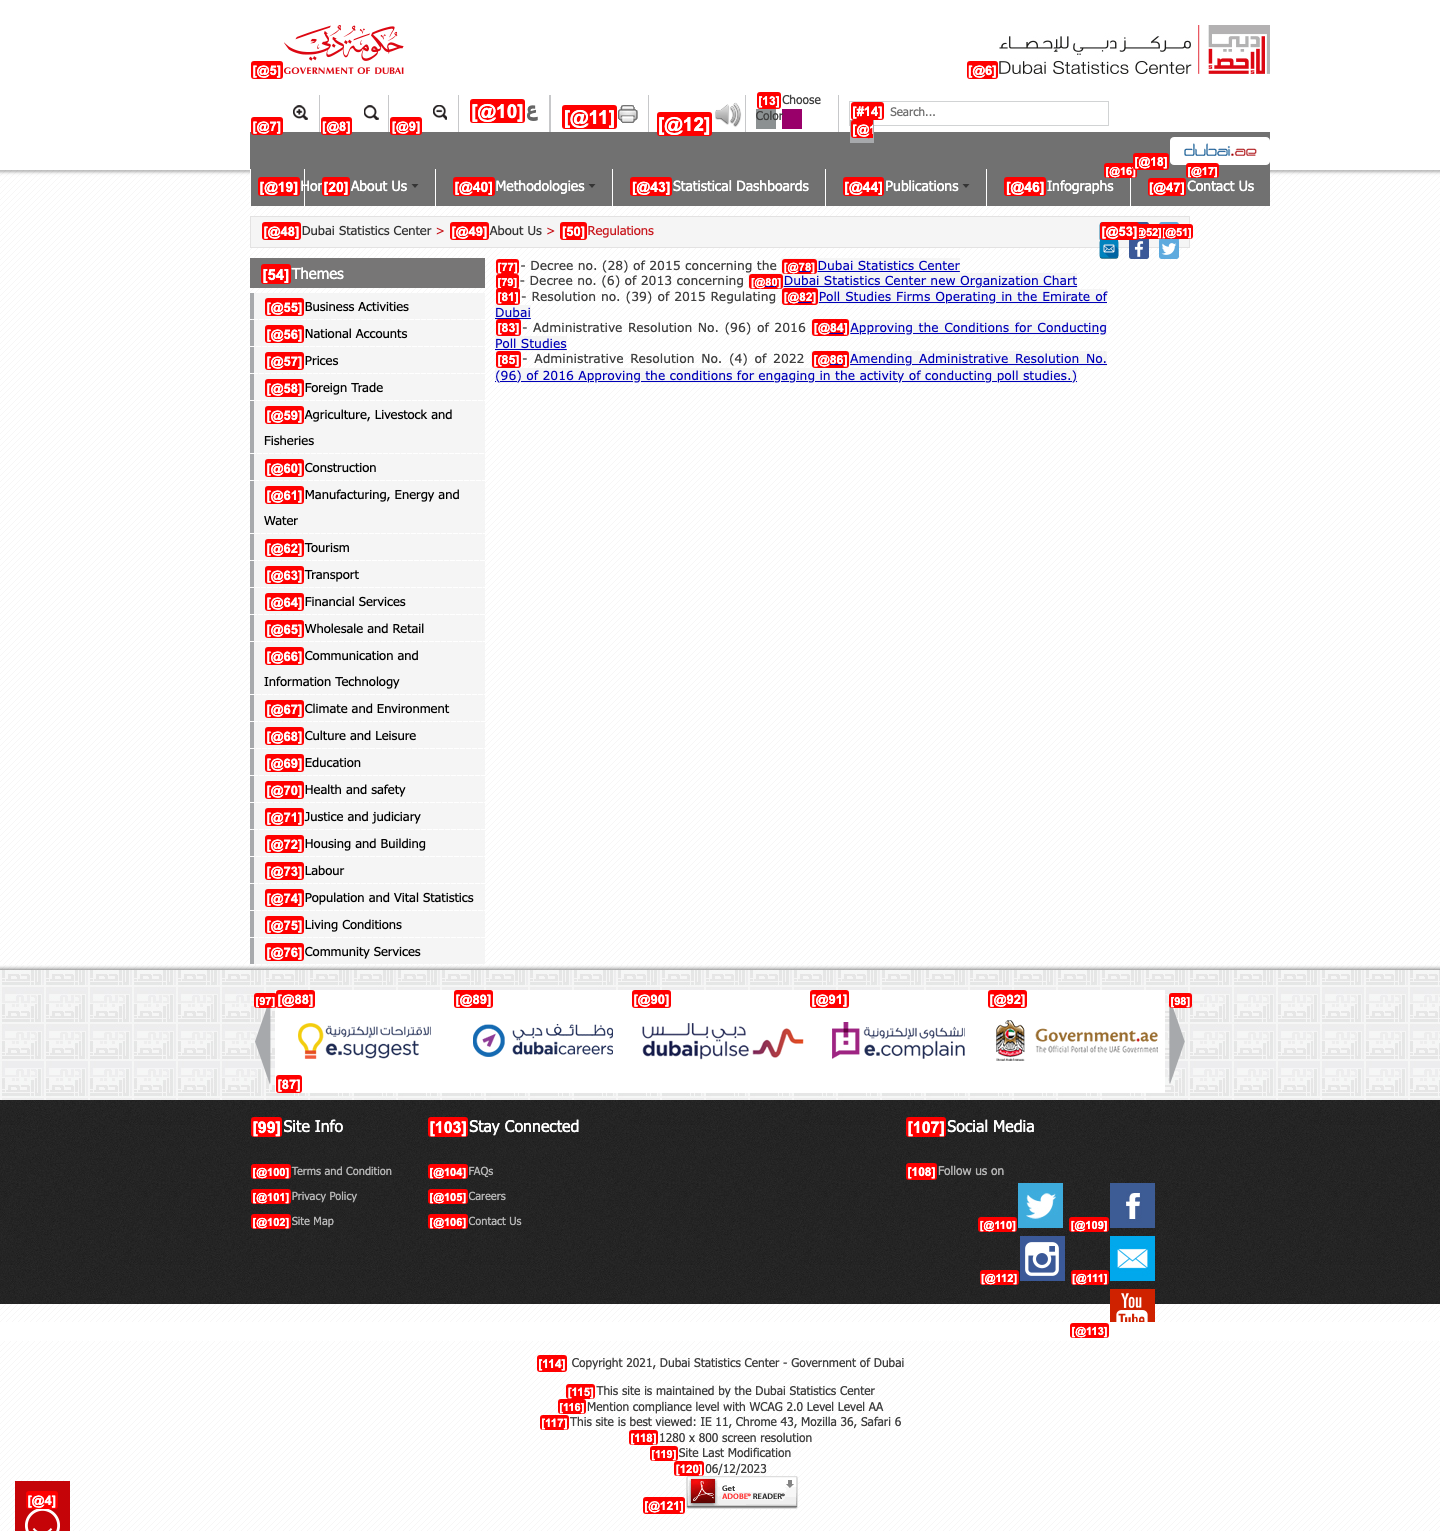 حكومة دبي
[@5]GOVERNMENT OF DUBAI
مركز دبي للإحصاء
[@6]Dubai Statistics Center
[@7] [@8] [@9] [@10]ع [@11] [@12] [13]Choose Color [#14] Search...
dubai.ae
[@16] [@18] [@17]
[@19] [20]About Us [@40]Methodologies [@43]Statistical Dashboards [@44]Publications [@46]Infographs [@47]Contact Us
[@48]Dubai Statistics Center > [@49]About Us > [50]Regulations [@53] [@51]
[54]Themes
[@55]Business Activities
[@56]National Accounts
[@57]Prices
[@58]Foreign Trade
[@59]Agriculture, Livestock and
Fisheries
[@60]Construction
[@61]Manufacturing, Energy and
Water
[@62]Tourism
[@63]Transport
[@64]Financial Services
[@65]Wholesale and Retail
[@66]Communication and
Information Technology
[@67]Climate and Environment
[@68]Culture and Leisure
[@69]Education
[@70]Health and safety
[@71]Justice and judiciary
[@72]Housing and Building
[@73]Labour
[@74]Population and Vital Statistics
[@75]Living Conditions
[@76]Community Services
[77]- Decree no. (28) of 2015 concerning the [@78]Dubai Statistics Center
[79]- Decree no. (6) of 2013 concerning [@80]Dubai Statistics Center new Organization Chart
[81]- Resolution no. (39) of 2015 Regulating [@82]Poll Studies Firms Operating in the Emirate of
Dubai
[83]- Administrative Resolution No. (96) of 2016 [@84]Approving the Conditions for Conducting
Poll Studies
[85]- Administrative Resolution No. (4) of 2022 [@86]Amending Administrative Resolution No.
(96) of 2016 Approving the conditions for engaging in the activity of conducting poll studies.)
[97] [@88] [@89] [@90] [@91] [@92] [98]
الاقتراحات الإلكترونية
e.suggest
وظائف دبي
dubaicareers
دبي بالس
dubaipulse
الشكاوى الإلكترونية
e.complain
Government.ae
The Official Portal of the UAE Government
[87]
[99]Site Info [103]Stay Connected [107]Social Media
[@100]Terms and Condition [@104]FAQs [108]Follow us on
[@101]Privacy Policy [@105]Careers
[@102]Site Map [@106]Contact Us
[@110] [@109]
[@112] [@111]
You
Tube
[@113]
[114] Copyright 2021, Dubai Statistics Center - Government of Dubai
[115]This site is maintained by the Dubai Statistics Center
[116]Mention compliance level with WCAG 2.0 Level Level AA
[117]This site is best viewed: IE 11, Chrome 43, Mozilla 36, Safari 6
[118]1280 x 800 screen resolution
[119]Site Last Modification
[120]06/12/2023
[@121] Get
ADOBE® READER®
[@4]